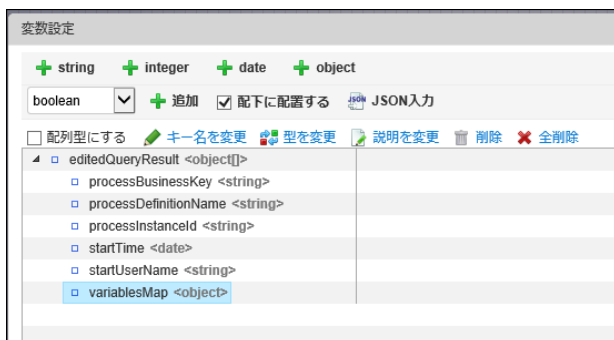 変数設定
string integer date object
boolean 追加 配下に配置する JSON JSON入力
配列型にする キー名を変更 型を変更 説明を変更 削除 全削除
editedQueryResult <object[]>
processBusinessKey <string>
processDefinitionName <string>
processInstanceId <string>
startTime <date>
startUserName <string>
variablesMap <object>